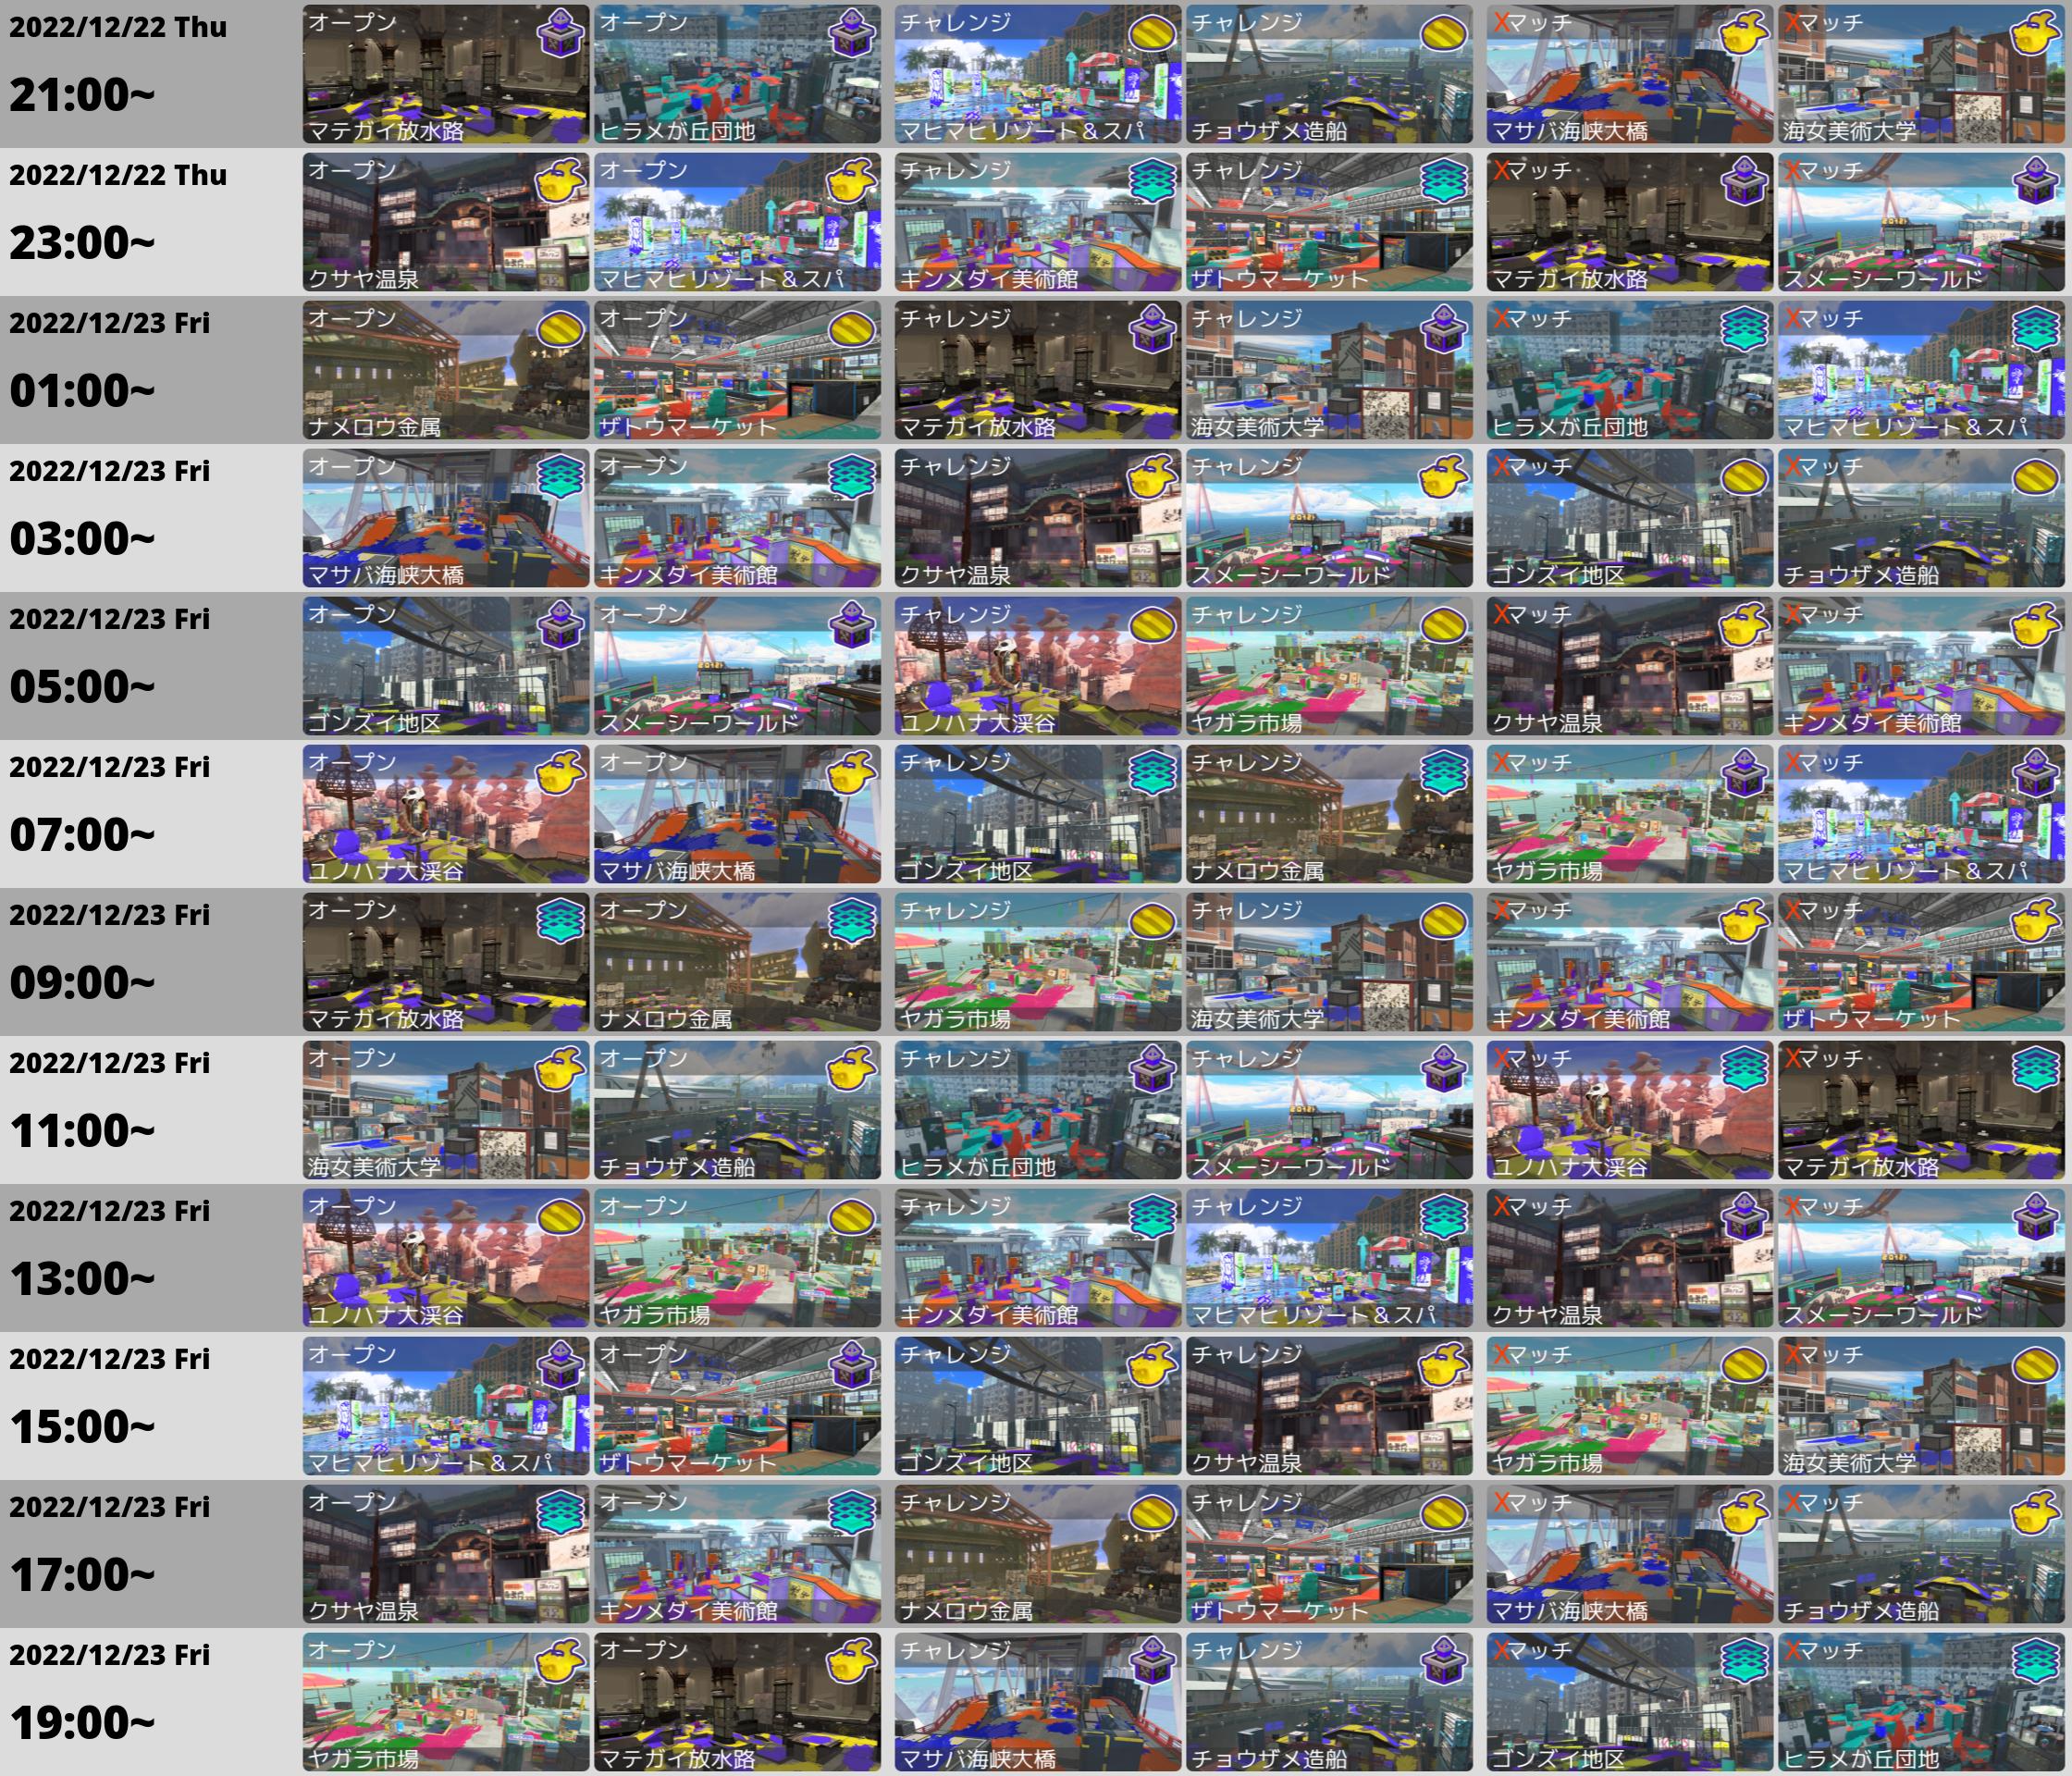 2022/12/22 Thu
21:00~
オープン
マテガイ放水路
オープン
ヒラメが丘団地
チャレンジ
マヒマヒリゾート＆スパ
チャレンジ
チョウザメ造船
Xマッチ
マサバ海峡大橋
Xマッチ
海女美術大学
2022/12/22 Thu
23:00~
オープン
クサヤ温泉
オープン
マヒマヒリゾート＆スパ
チャレンジ
キンメダイ美術館
チャレンジ
ザトウマーケット
Xマッチ
マテガイ放水路
Xマッチ
スメーシーワールド
2022/12/23 Fri
01:00~
オープン
ナメロウ金属
オープン
ザトウマーケット
チャレンジ
マテガイ放水路
チャレンジ
海女美術大学
Xマッチ
ヒラメが丘団地
Xマッチ
マヒマヒリゾート＆スパ
2022/12/23 Fri
03:00~
オープン
マサバ海峡大橋
オープン
キンメダイ美術館
チャレンジ
クサヤ温泉
チャレンジ
スメーシーワールド
Xマッチ
ゴンズイ地区
Xマッチ
チョウザメ造船
2022/12/23 Fri
05:00~
オープン
ゴンズイ地区
オープン
スメーシーワールド
チャレンジ
ユノハナ大渓谷
チャレンジ
ヤガラ市場
Xマッチ
クサヤ温泉
Xマッチ
キンメダイ美術館
2022/12/23 Fri
07:00~
オープン
ユノハナ大渓谷
オープン
マサバ海峡大橋
チャレンジ
ゴンズイ地区
チャレンジ
ナメロウ金属
Xマッチ
ヤガラ市場
Xマッチ
マヒマヒリゾート＆スパ
2022/12/23 Fri
09:00~
オープン
マテガイ放水路
オープン
ナメロウ金属
チャレンジ
ヤガラ市場
チャレンジ
海女美術大学
Xマッチ
キンメダイ美術館
Xマッチ
ザトウマーケット
2022/12/23 Fri
11:00~
オープン
海女美術大学
オープン
チョウザメ造船
チャレンジ
ヒラメが丘団地
チャレンジ
スメーシーワールド
Xマッチ
ユノハナ大渓谷
Xマッチ
マテガイ放水路
2022/12/23 Fri
13:00~
オープン
ユノハナ大渓谷
オープン
ヤガラ市場
チャレンジ
キンメダイ美術館
チャレンジ
マヒマヒリゾート＆スパ
Xマッチ
クサヤ温泉
Xマッチ
スメーシーワールド
2022/12/23 Fri
15:00~
オープン
マヒマヒリゾート＆スパ
オープン
ザトウマーケット
チャレンジ
ゴンズイ地区
チャレンジ
クサヤ温泉
Xマッチ
ヤガラ市場
Xマッチ
海女美術大学
2022/12/23 Fri
17:00~
オープン
クサヤ温泉
オープン
キンメダイ美術館
チャレンジ
ナメロウ金属
チャレンジ
ザトウマーケット
Xマッチ
マサバ海峡大橋
Xマッチ
チョウザメ造船
2022/12/23 Fri
19:00~
オープン
ヤガラ市場
オープン
マテガイ放水路
チャレンジ
マサバ海峡大橋
チャレンジ
チョウザメ造船
Xマッチ
ゴンズイ地区
Xマッチ
ヒラメが丘団地